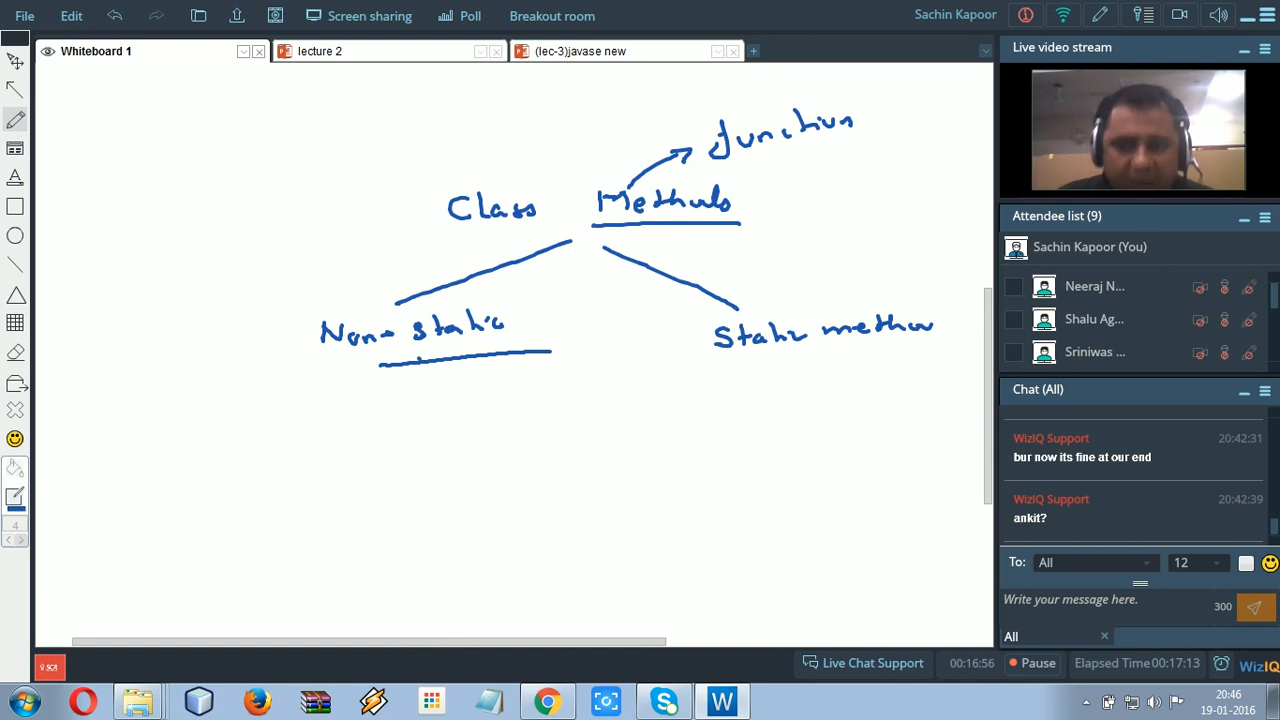 File Edit Screen sharing Poll Breakout room Sachin Kapoor
Whiteboard 1 lecture 2 (lec-3)javase new
Live video stream
function
Class Methods
Non-static Static method
Attendee list (9)
Sachin Kapoor (You)
Neeraj N...
Shalu Ag...
Sriniwas ...
Chat (All)
WizIQ Support 20:42:31
bur now its fine at our end
WizIQ Support 20:42:39
ankit?
To: All 12
Write your message here. 300
All
4
SCA
Live Chat Support 00:16:56 Pause Elapsed Time 00:17:13 WizIQ
W
20:46
19-01-2016